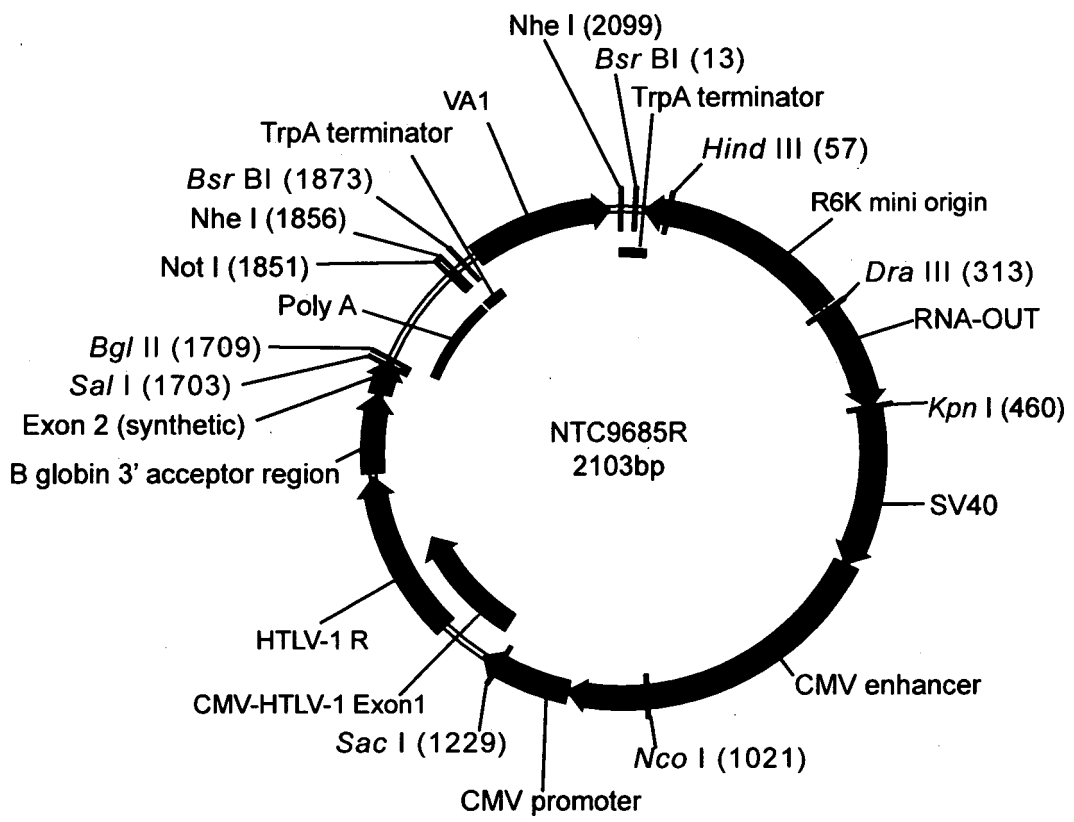 Nhe I (2099)
Bsr BI (13)
TrpA terminator
VA1
TrpA terminator
Hind III (57)
Bsr BI (1873)
R6K mini origin
Nhe I (1856)
Not I (1851)
Dra III (313)
Poly A
RNA-OUT
Bgl II (1709)
Sal I (1703)
Kpn I (460)
Exon 2 (synthetic)
NTC9685R
2103bp
B globin 3' acceptor region
SV40
HTLV-1 R
CMV enhancer
CMV-HTLV-1 Exon1
Sac I (1229)
Nco I (1021)
CMV promoter